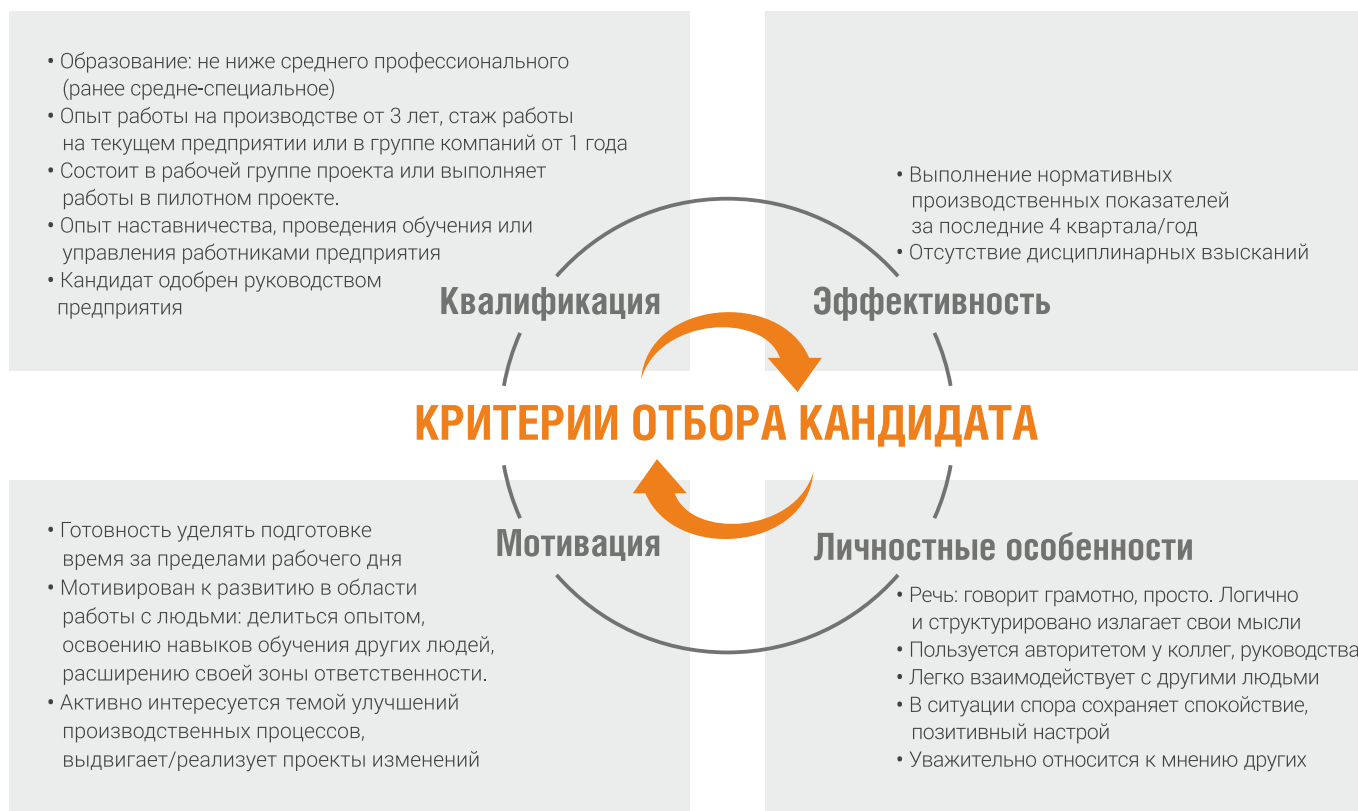 • Образование: не ниже среднего профессионального
(ранее средне-специальное)
• Опыт работы на производстве от 3 лет, стаж работы
на текущем предприятии или в группе компаний от 1 года
• Состоит в рабочей группе проекта или выполняет
работы в пилотном проекте.
• Опыт наставничества, проведения обучения или
управления работниками предприятия
• Кандидат одобрен руководством
предприятия
Квалификация
• Выполнение нормативных
производственных показателей
за последние 4 квартала/год
• Отсутствие дисциплинарных взысканий
Эффективность
КРИТЕРИИ ОТБОРА КАНДИДАТА
Мотивация
• Готовность уделять подготовке
время за пределами рабочего дня
• Мотивирован к развитию в области
работы с людьми: делиться опытом,
освоению навыков обучения других людей,
расширению своей зоны ответственности.
• Активно интересуется темой улучшений
производственных процессов,
выдвигает/реализует проекты изменений
Личностные особенности
• Речь: говорит грамотно, просто. Логично
и структурировано излагает свои мысли
• Пользуется авторитетом у коллег, руководства
• Легко взаимодействует с другими людьми
• В ситуации спора сохраняет спокойствие,
позитивный настрой
• Уважительно относится к мнению других